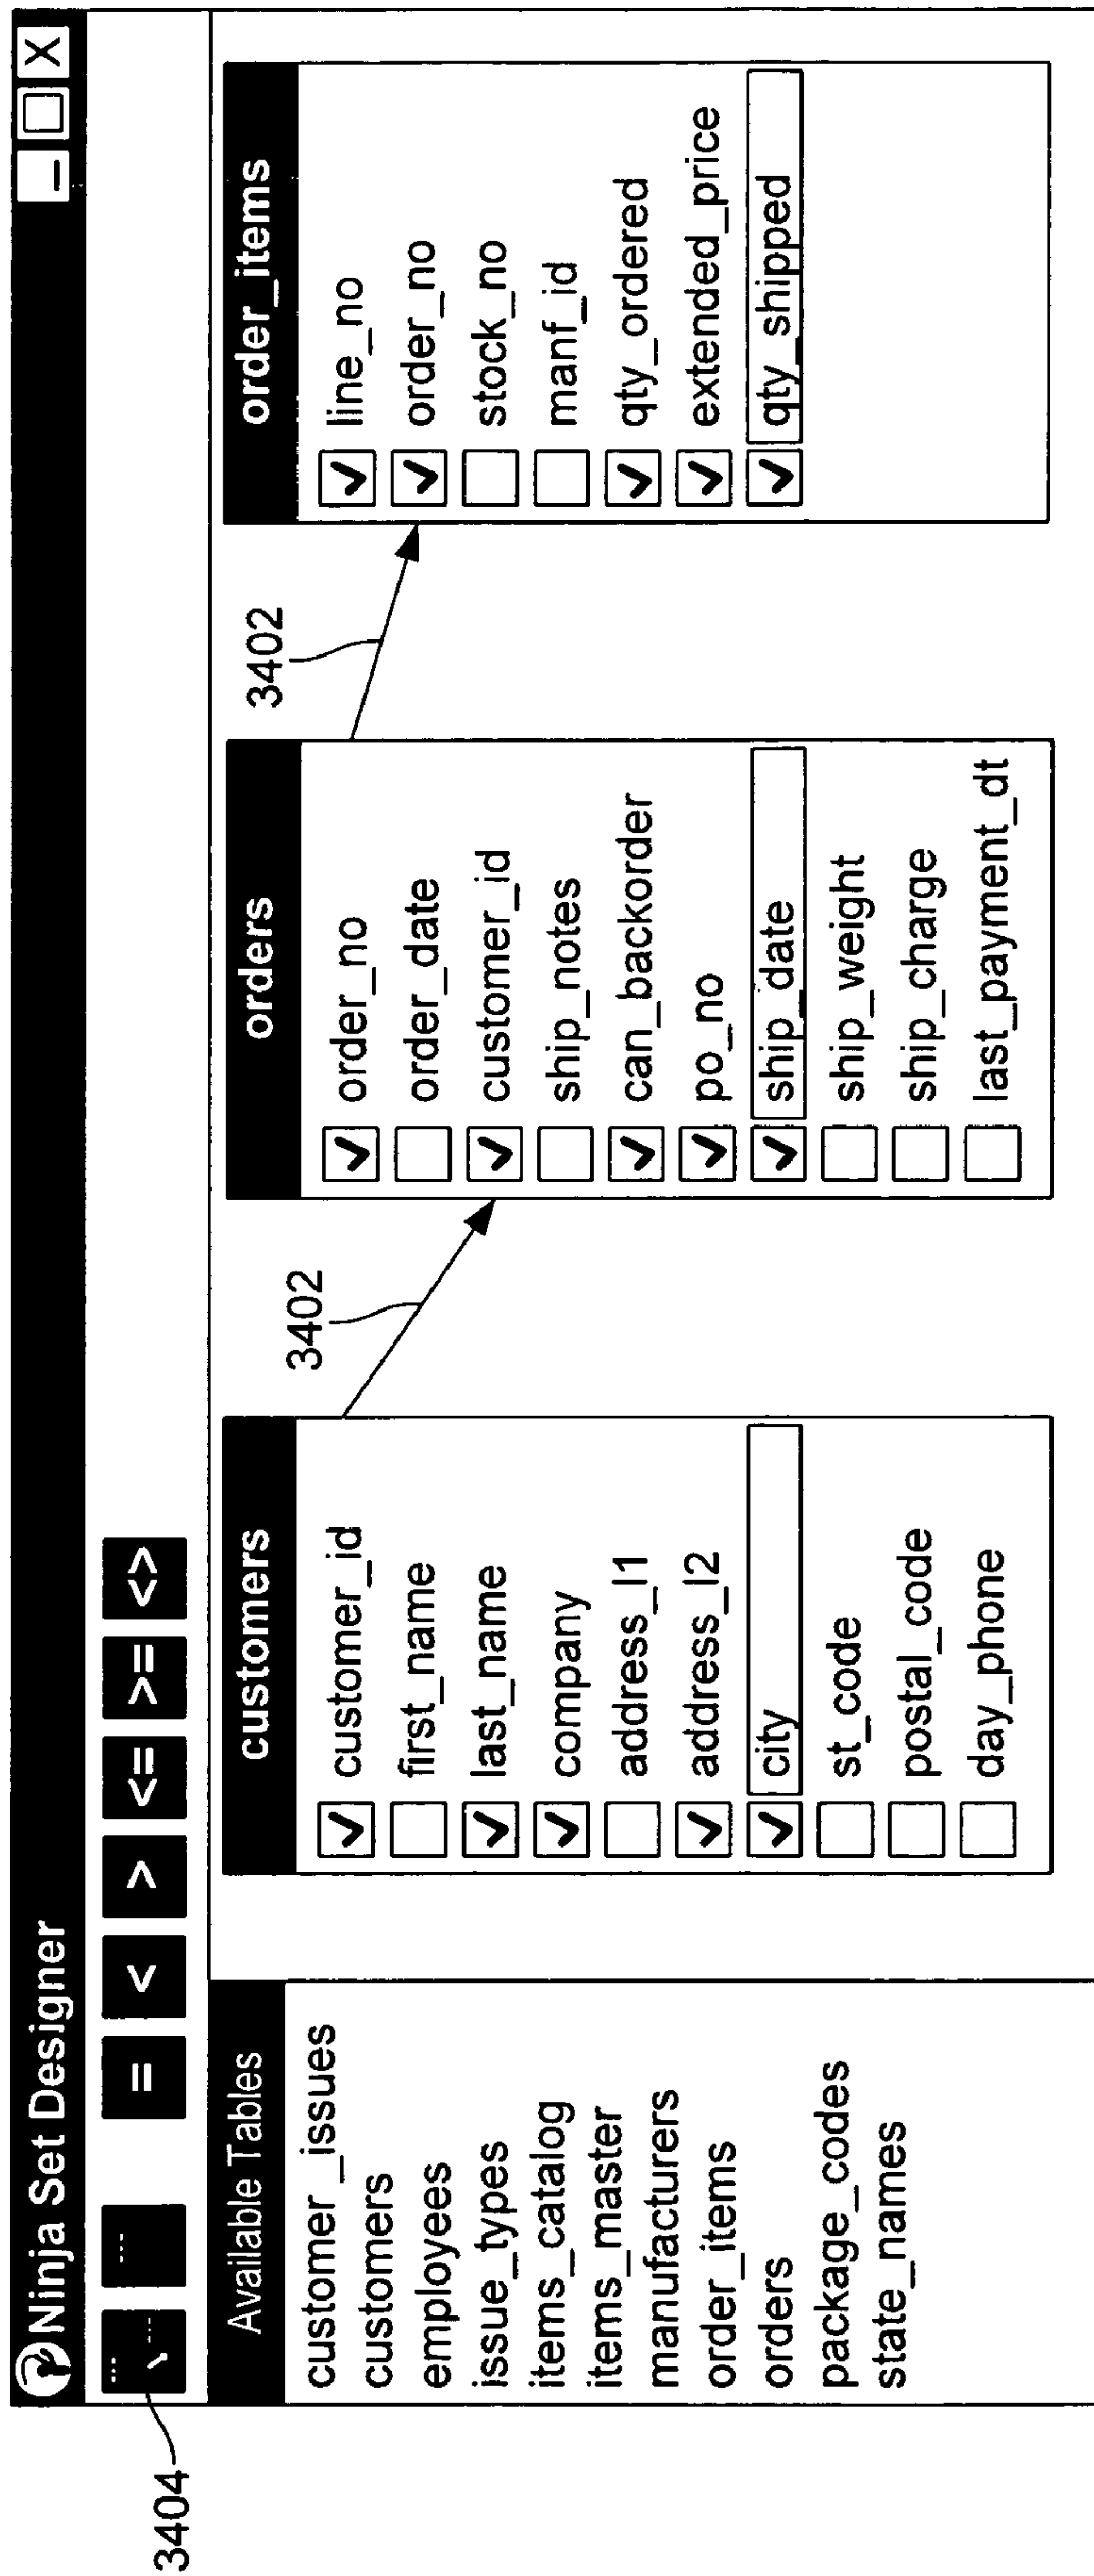 Ninja Set Designer
_ X
= < > <= >= <>
3404
Available Tables
customer_issues
customers
employees
issue_types
items_catalog
items_master
manufacturers
order_items
orders
package_codes
state_names
customers
customer_id
first_name
last_name
company
address_l1
address_l2
city
st_code
postal_code
day_phone
3402
orders
order_no
order_date
customer_id
ship_notes
can_backorder
po_no
ship_date
ship_weight
ship_charge
last_payment_dt
3402
order_items
line_no
order_no
stock_no
manf_id
qty_ordered
extended_price
qty_shipped